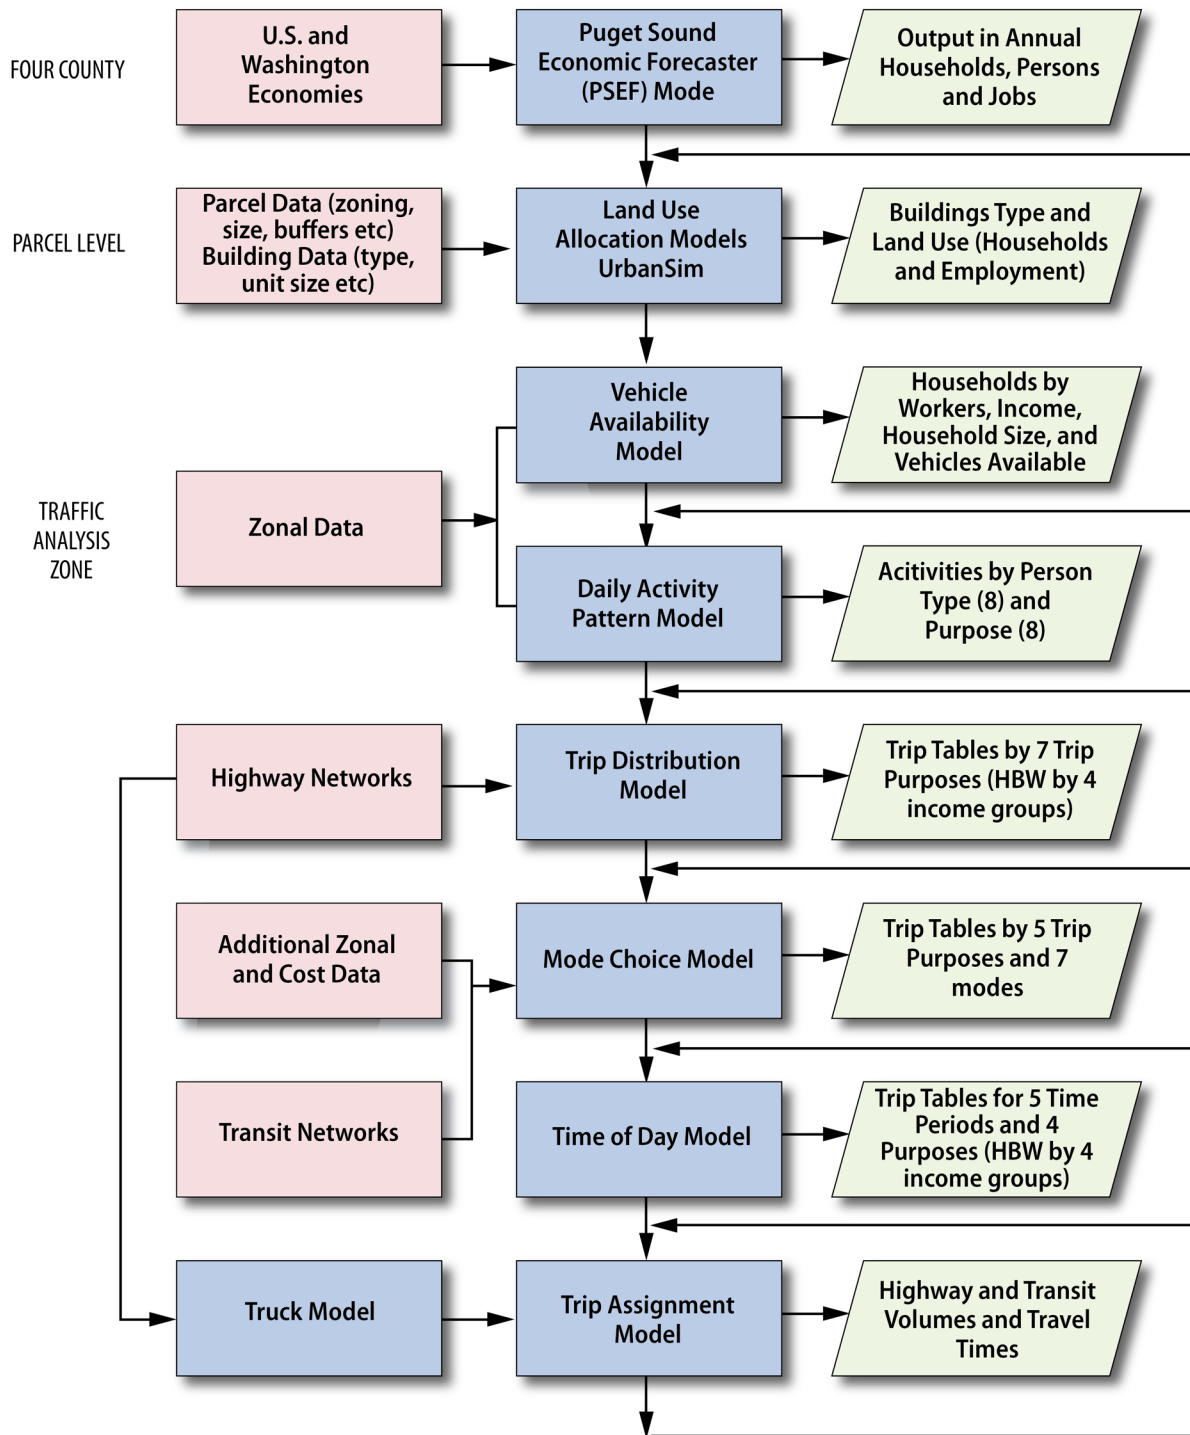 FOUR COUNTY
U.S. and
Washington
Economies
Puget Sound
Economic Forecaster
(PSEF) Mode
Output in Annual
Households, Persons
and Jobs
PARCEL LEVEL
Parcel Data (zoning,
size, buffers etc)
Building Data (type,
unit size etc)
Land Use
Allocation Models
UrbanSim
Buildings Type and
Land Use (Households
and Employment)
Vehicle
Availability
Model
Households by
Workers, Income,
Household Size, and
Vehicles Available
TRAFFIC
ANALYSIS
ZONE
Zonal Data
Daily Activity
Pattern Model
Acitivities by Person
Type (8) and
Purpose (8)
Highway Networks
Trip Distribution
Model
Trip Tables by 7 Trip
Purposes (HBW by 4
income groups)
Additional Zonal
and Cost Data
Mode Choice Model
Trip Tables by 5 Trip
Purposes and 7
modes
Transit Networks
Time of Day Model
Trip Tables for 5 Time
Periods and 4
Purposes (HBW by 4
income groups)
Truck Model
Trip Assignment
Model
Highway and Transit
Volumes and Travel
Times